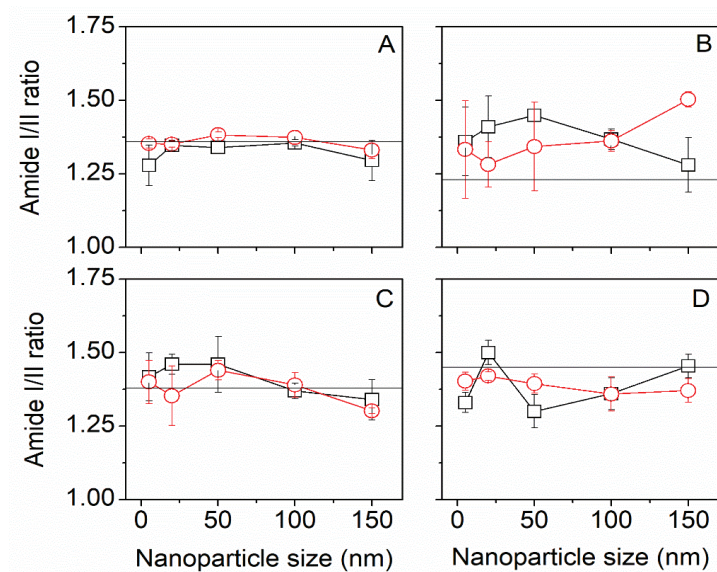 1.75
A
B
1.50
1.25
1.00
Amide I/II ratio
1.75
C
D
1.50
1.25
1.00
Amide I/II ratio
0 50 100 150 0 50 100 150
Nanoparticle size (nm) Nanoparticle size (nm)